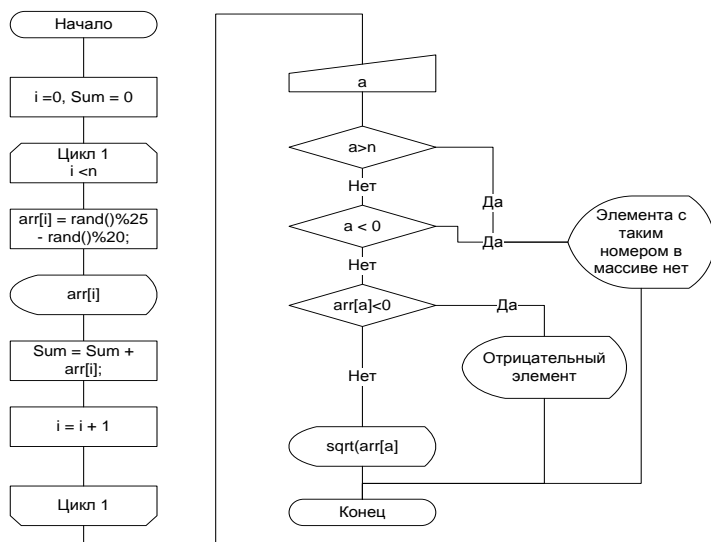 Начало
i =0, Sum = 0
Цикл 1
i <n
arr[i] = rand()%25
- rand()%20;
arr[i]
Sum = Sum +
arr[i];
i = i + 1
Цикл 1
a
a>n
Нет
Да
a < 0
Да
Элемента с
таким
номером в
массиве нет
Нет
arr[a]<0
Да
Отрицательный
элемент
Нет
sqrt(arr[a]
Конец